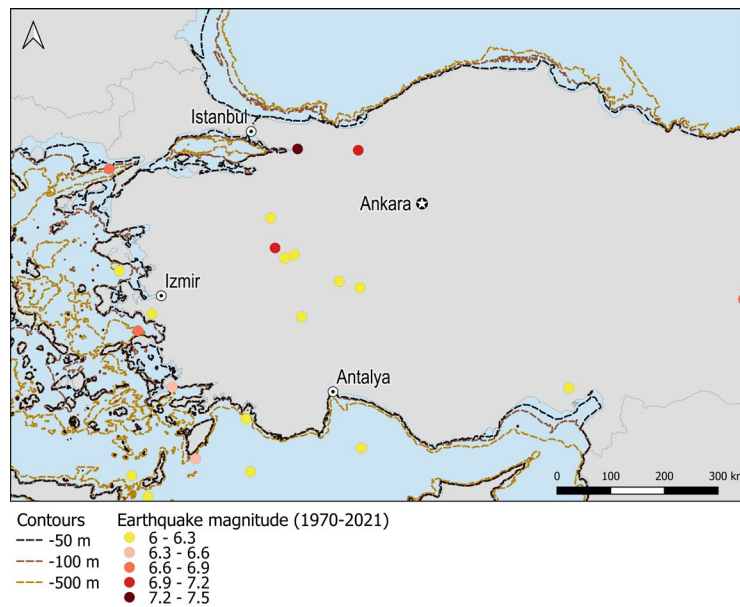 Istanbul
Ankara
Izmir
Antalya
0 100 200 300 km
Contours
-50 m
-100 m
-500 m
Earthquake magnitude (1970-2021)
6 - 6.3
6.3 - 6.6
6.6 - 6.9
6.9 - 7.2
7.2 - 7.5